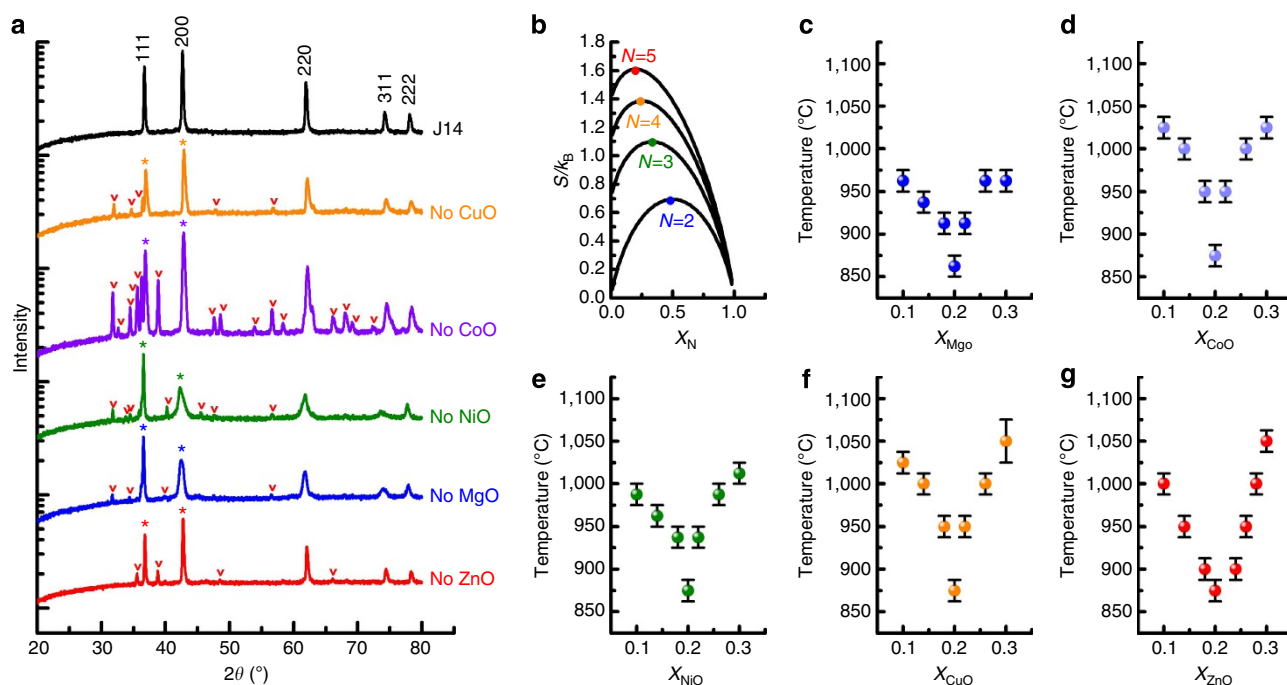 a
111
200
220
311
222
J14
*
*
v v v v v
No CuO
*
*
v v v v v v v v v v v v v v
No CoO
*
*
v v v v v v v
No NiO
*
*
v v v v
No MgO
*
*
v v v v
No ZnO
Intensity
20 30 40 50 60 70 80
2θ (°)
b
1.8
1.6
1.4
1.2
1.0
0.8
0.6
0.4
0.2
0.0
S/kB
N=5
N=4
N=3
N=2
0.0 0.5 1.0
XN
c
1,100
1,050
1,000
950
900
850
Temperature (°C)
0.1 0.2 0.3
XMgo
d
1,100
1,050
1,000
950
900
850
Temperature (°C)
0.1 0.2 0.3
XCoO
e
1,100
1,050
1,000
950
900
850
Temperature (°C)
0.1 0.2 0.3
XNiO
f
1,100
1,050
1,000
950
900
850
Temperature (°C)
0.1 0.2 0.3
XCuO
g
1,100
1,050
1,000
950
900
850
Temperature (°C)
0.1 0.2 0.3
XZnO